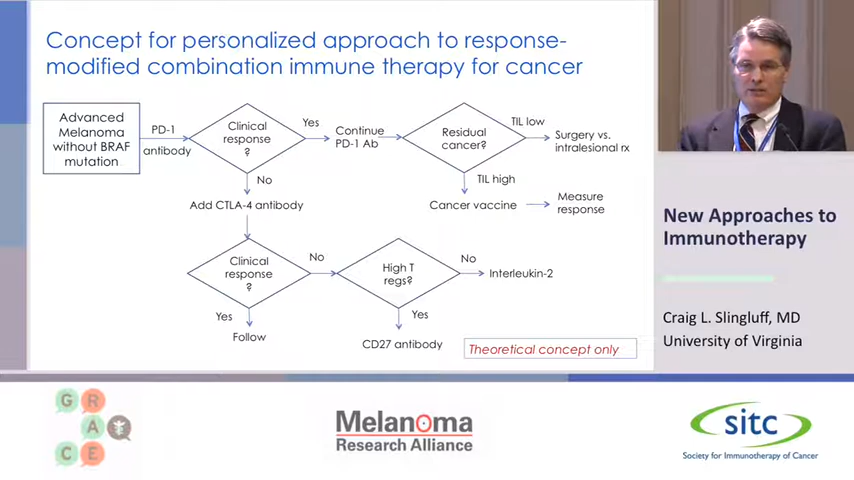 Concept for personalized approach to response-
modified combination immune therapy for cancer
Advanced
Melanoma
without BRAF
mutation
PD-1
antibody
Clinical
response
?
Yes
Continue
PD-1 Ab
Residual
cancer?
TIL low
Surgery vs.
intralesional rx
No
TIL high
Add CTLA-4 antibody
Cancer vaccine
Measure
response
Clinical
response
?
No
High T
regs?
No
Interleukin-2
Yes
Follow
Yes
CD27 antibody
Theoretical concept only
New Approaches to
Immunotherapy
Craig L. Slingluff, MD
University of Virginia
G
R
A
C
E
Melanoma
Research Alliance
sitc
Society for Immunotherapy of Cancer